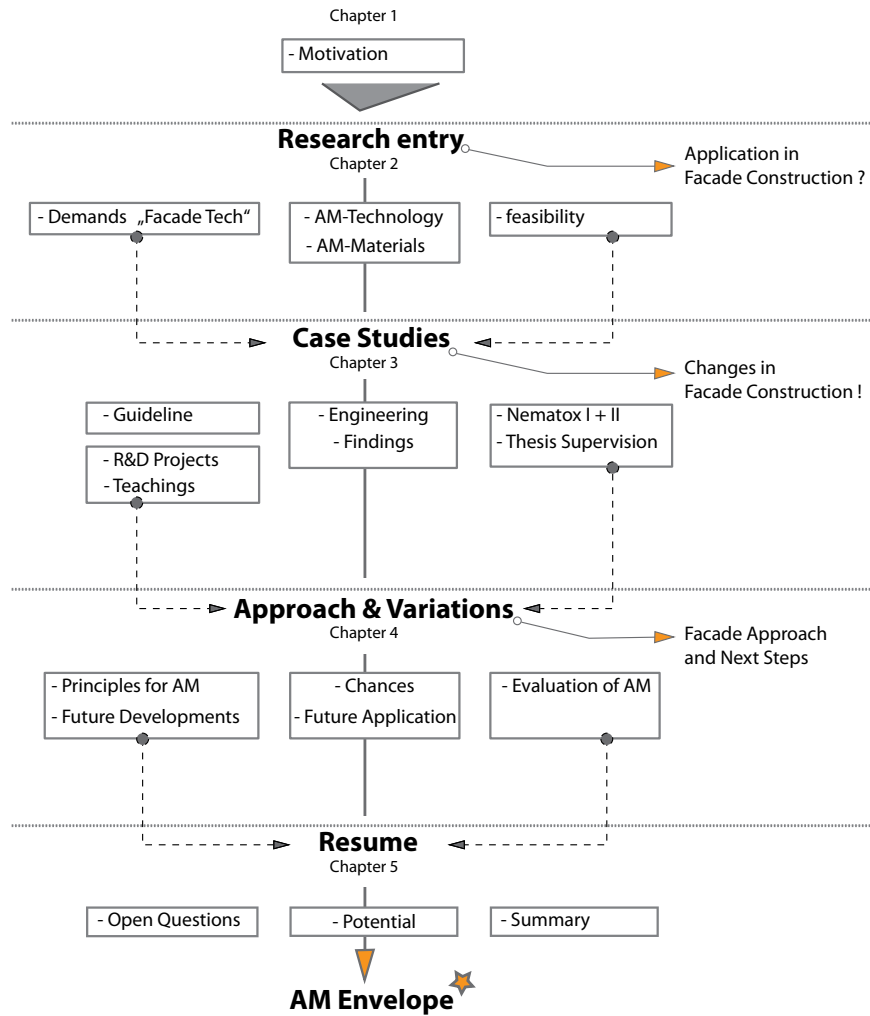 Chapter 1
- Motivation
Research entry
Chapter 2
Application in
Facade Construction ?
- Demands „Facade Tech“
- AM-Technology
- AM-Materials
- feasibility
Case Studies
Chapter 3
Changes in
Facade Construction !
- Guideline
- R&D Projects
- Teachings
- Engineering
- Findings
- Nematox I + II
- Thesis Supervision
Approach & Variations
Chapter 4
Facade Approach
and Next Steps
- Principles for AM
- Future Developments
- Chances
- Future Application
- Evaluation of AM
Resume
Chapter 5
- Open Questions
- Potential
- Summary
AM Envelope